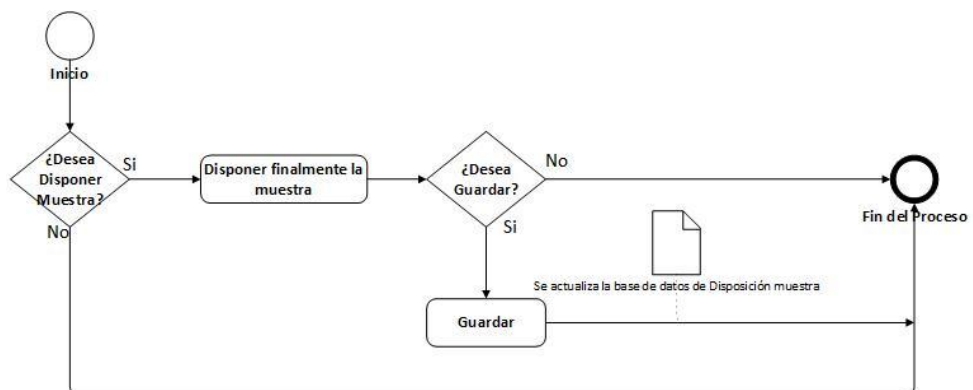 Inicio
¿Desea
Disponer
Muestra?
Si
No
Disponer finalmente la
muestra
¿Desea
Guardar?
No
Si
Guardar
Se actualiza la base de datos de Disposición muestra
Fin del Proceso